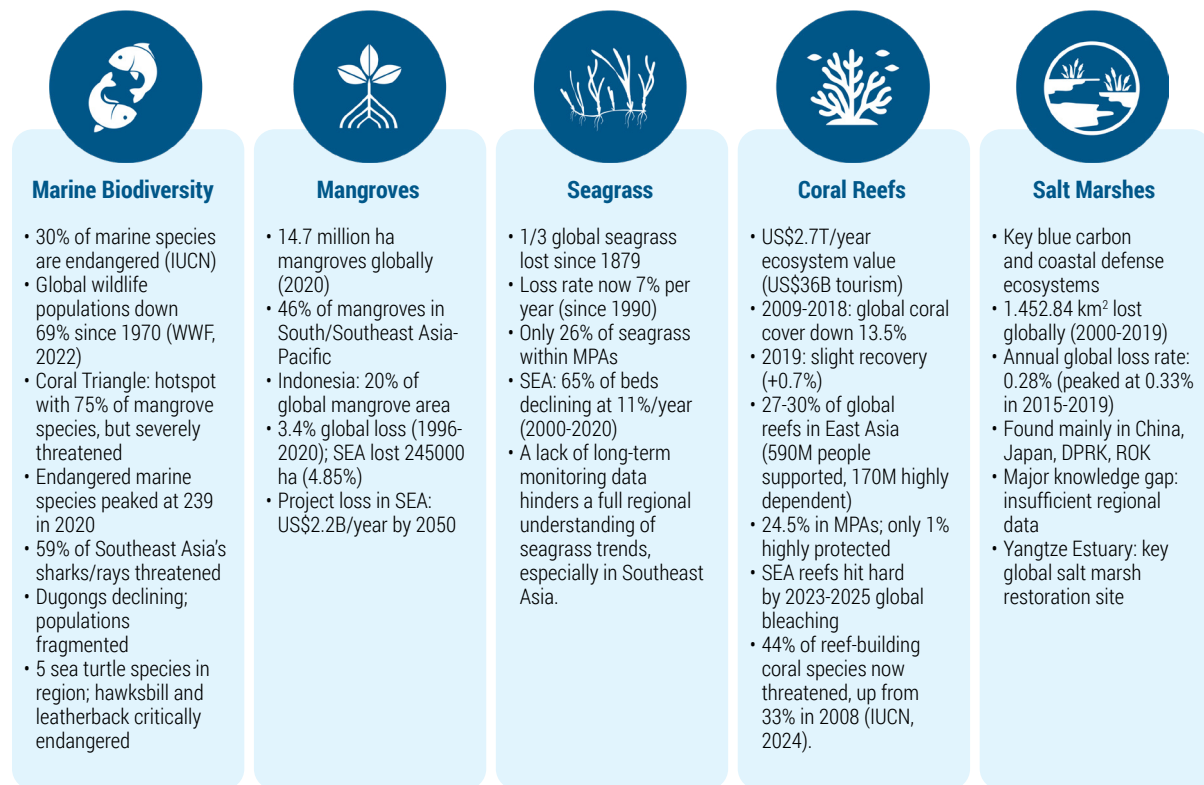 Marine Biodiversity
• 30% of marine species
are endangered (IUCN)
• Global wildlife
populations down
69% since 1970 (WWF,
2022)
• Coral Triangle: hotspot
with 75% of mangrove
species, but severely
threatened
• Endangered marine
species peaked at 239
in 2020
• 59% of Southeast Asia's
sharks/rays threatened
• Dugongs declining;
populations
fragmented
• 5 sea turtle species in
region; hawksbill and
leatherback critically
endangered
Mangroves
• 14.7 million ha
mangroves globally
(2020)
• 46% of mangroves in
South/Southeast Asia-
Pacific
• Indonesia: 20% of
global mangrove area
• 3.4% global loss (1996-
2020); SEA lost 245000
ha (4.85%)
• Project loss in SEA:
US$2.2B/year by 2050
Seagrass
• 1/3 global seagrass
lost since 1879
• Loss rate now 7% per
year (since 1990)
• Only 26% of seagrass
within MPAs
• SEA: 65% of beds
declining at 11%/year
(2000-2020)
• A lack of long-term
monitoring data
hinders a full regional
understanding of
seagrass trends,
especially in Southeast
Asia.
Coral Reefs
• US$2.7T/year
ecosystem value
(US$36B tourism)
• 2009-2018: global coral
cover down 13.5%
• 2019: slight recovery
(+0.7%)
• 27-30% of global
reefs in East Asia
(590M people
supported, 170M highly
dependent)
• 24.5% in MPAs; only 1%
highly protected
• SEA reefs hit hard
by 2023-2025 global
bleaching
• 44% of reef-building
coral species now
threatened, up from
33% in 2008 (IUCN,
2024).
Salt Marshes
• Key blue carbon
and coastal defense
ecosystems
• 1.452.84 km² lost
globally (2000-2019)
• Annual global loss rate:
0.28% (peaked at 0.33%
in 2015-2019)
• Found mainly in China,
Japan, DPRK, ROK
• Major knowledge gap:
insufficient regional
data
• Yangtze Estuary: key
global salt marsh
restoration site